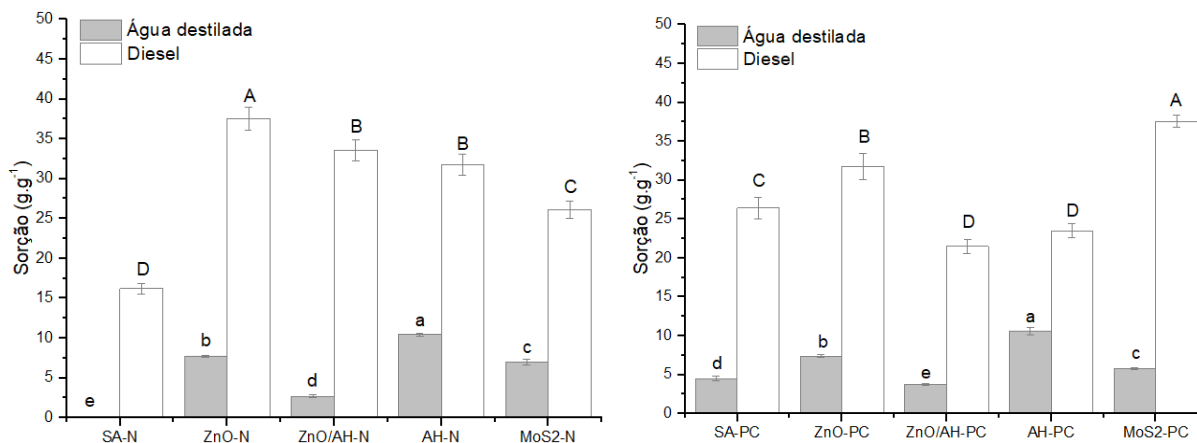 50
45
40
35
30
25
20
15
10
5
0
Sorção (g.g⁻¹)
Água destilada
Diesel
e
D
b
A
d
B
a
B
c
C
SA-N
ZnO-N
ZnO/AH-N
AH-N
MoS2-N
50
45
40
35
30
25
20
15
10
5
0
Sorção (g.g⁻¹)
Água destilada
Diesel
d
C
b
B
e
D
a
D
c
A
SA-PC
ZnO-PC
ZnO/AH-PC
AH-PC
MoS2-PC